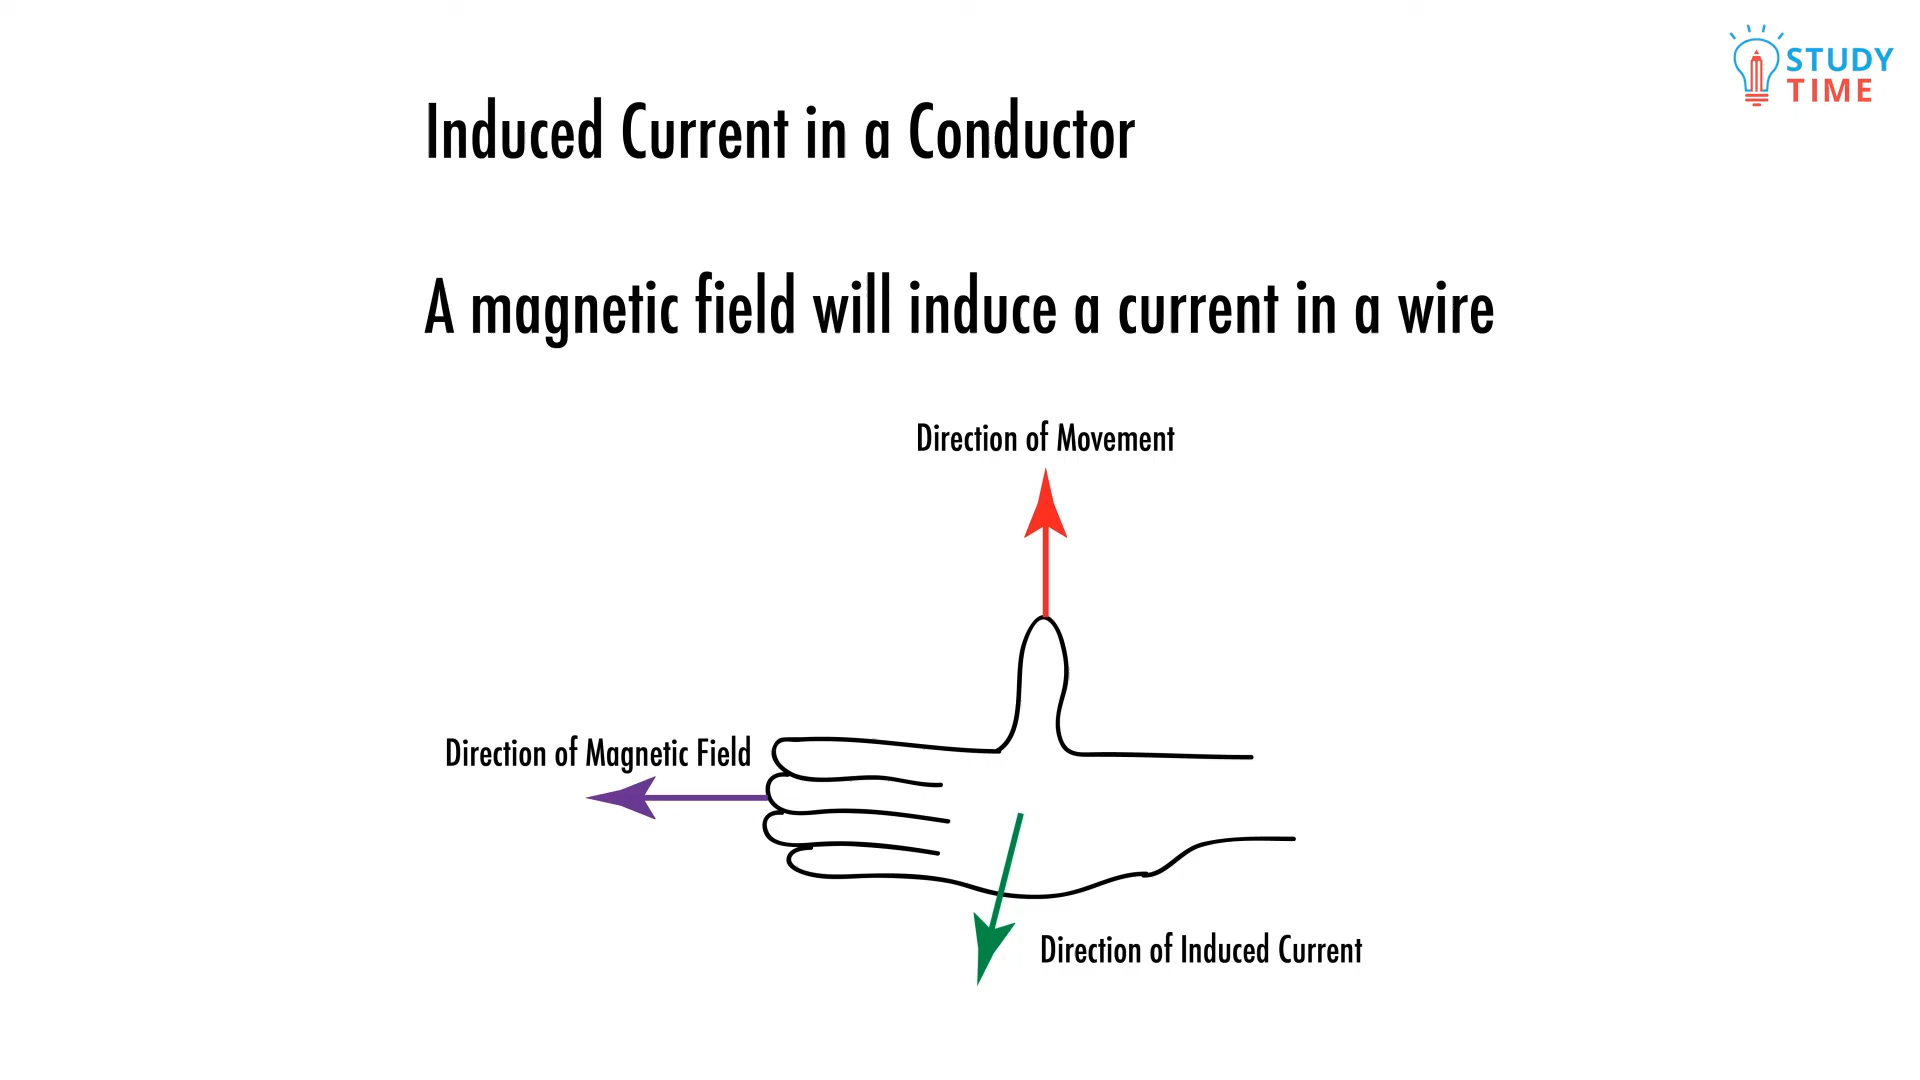 STUDY
TIME
Induced Current in a Conductor
A magnetic field will induce a current in a wire
Direction of Movement
Direction of Magnetic Field
Direction of Induced Current